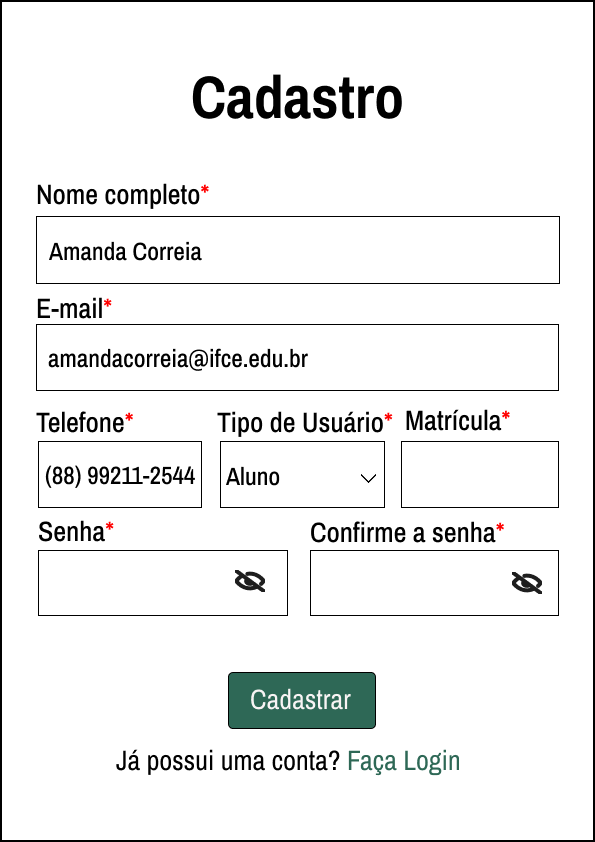 Cadastro
Nome completo*
Amanda Correia
E-mail*
amandacorreia@ifce.edu.br
Telefone* Tipo de Usuário* Matrícula*
(88) 99211-2544 Aluno
Senha* Confirme a senha*
Cadastrar
Já possui uma conta? Faça Login